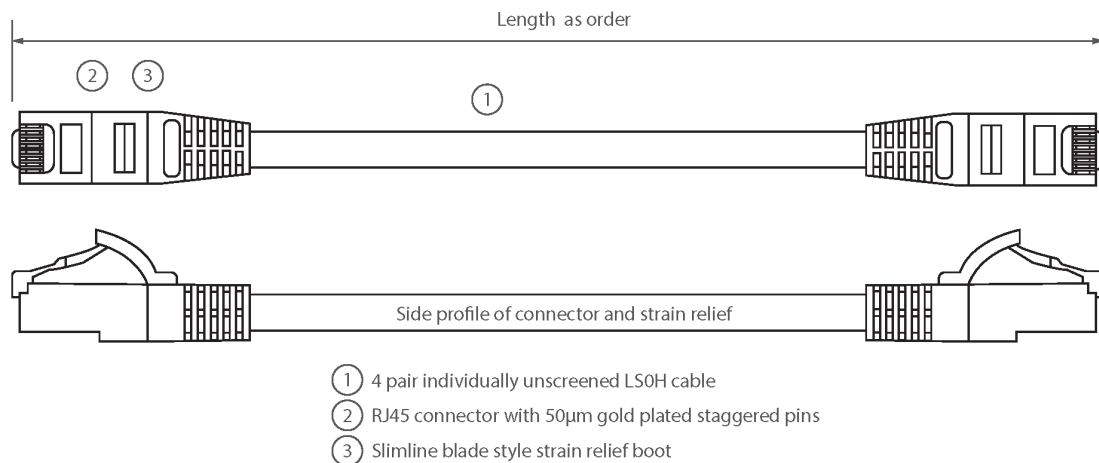 Length as order
2 3
1
Side profile of connector and strain relief
1 4 pair individually unscreened LS0H cable
2 RJ45 connector with 50µm gold plated staggered pins
3 Slimline blade style strain relief boot